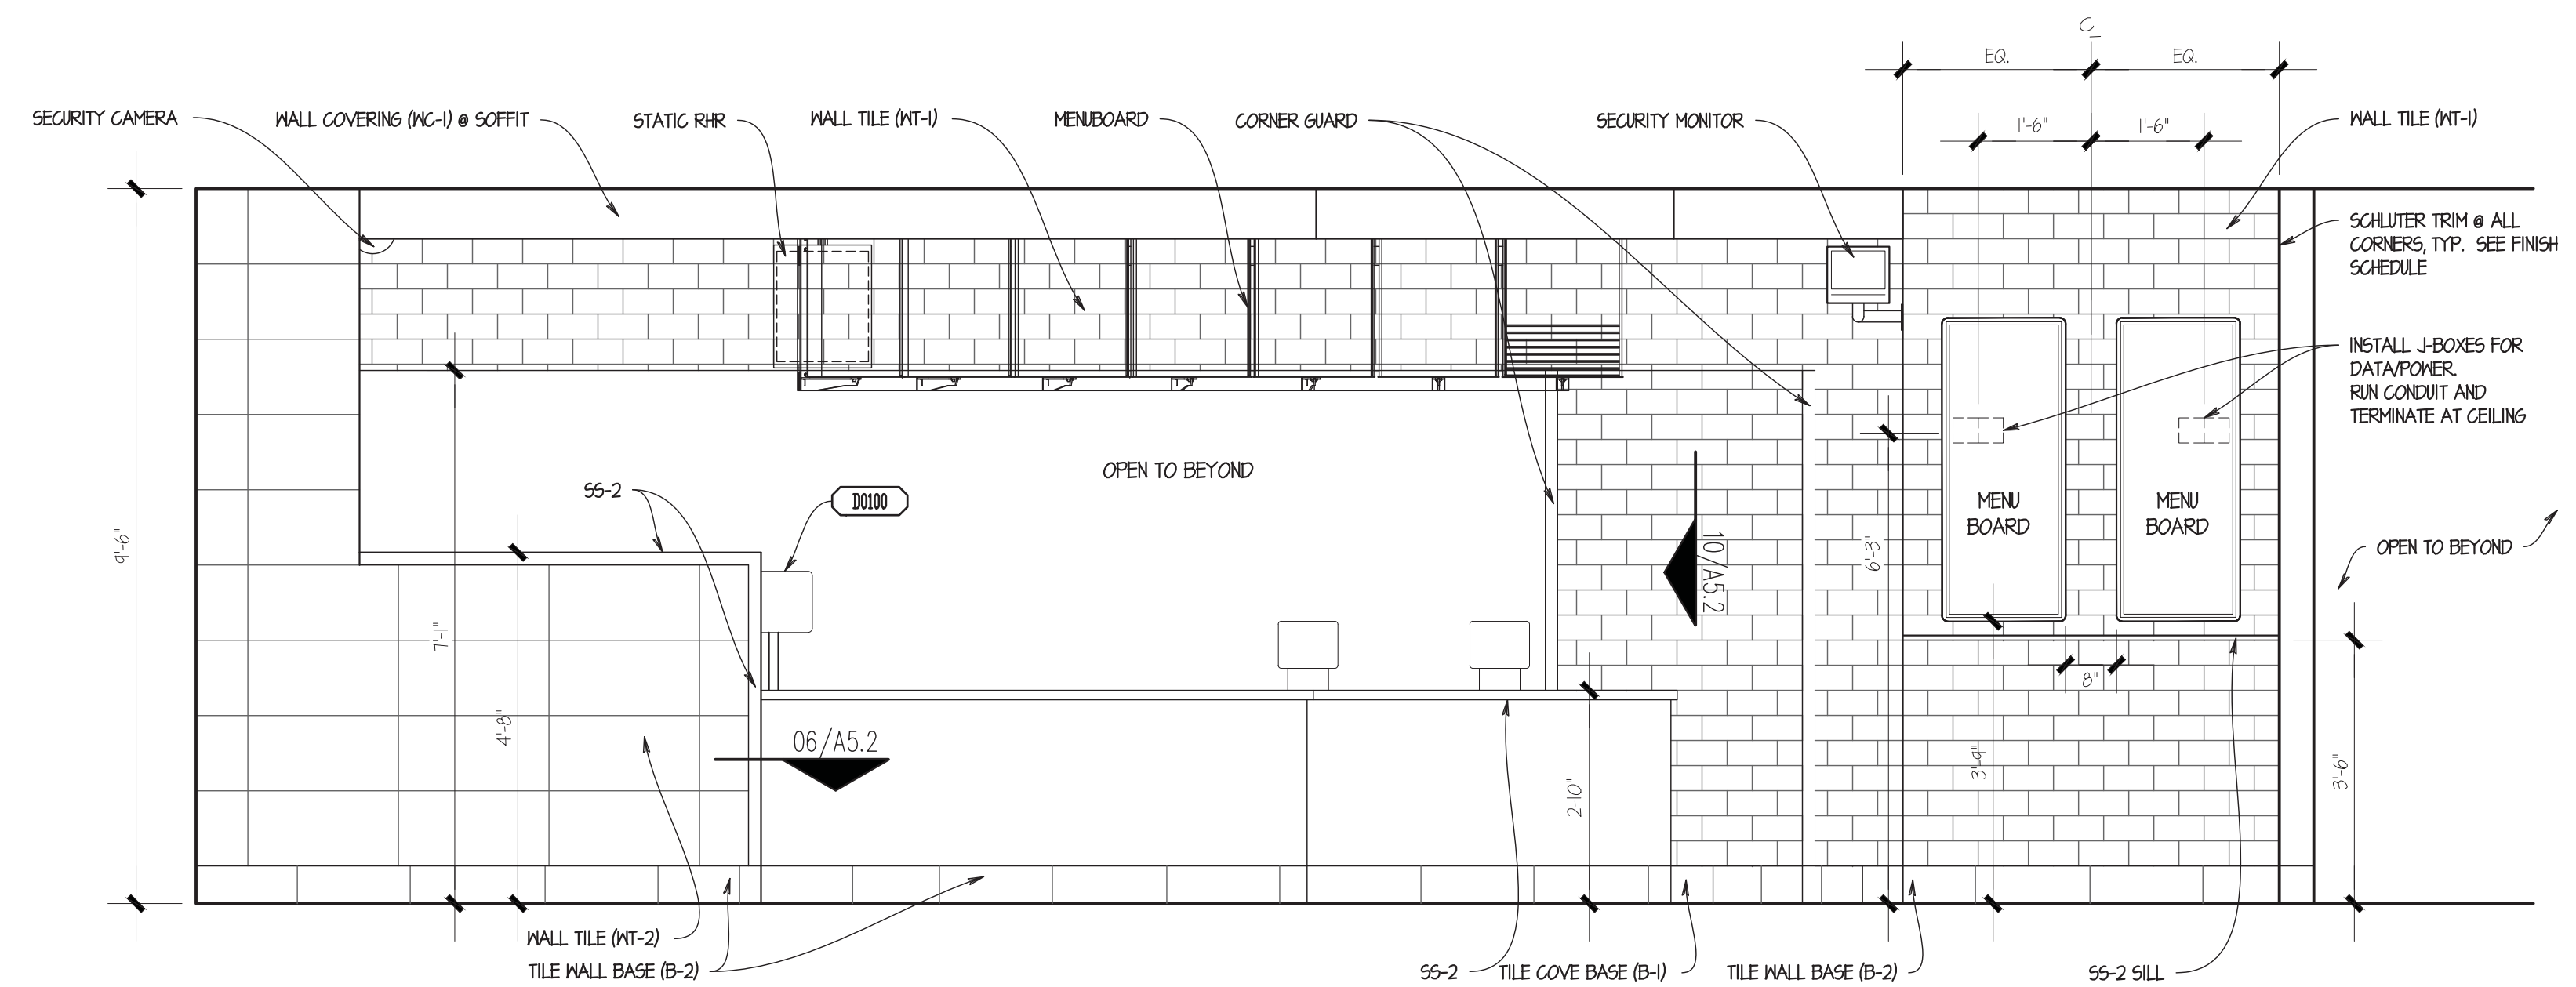 CL
EQ.
EQ.
SECURITY CAMERA
WALL COVERING (WC-1) @ SOFFIT
STATIC RHR
WALL TILE (WT-1)
MENUBOARD
CORNER GUARD
SECURITY MONITOR
1'-6"
1'-6"
WALL TILE (WT-1)
SCHLUTER TRIM @ ALL
CORNERS, TYP. SEE FINISH
SCHEDULE
INSTALL J-BOXES FOR
DATA/POWER.
RUN CONDUIT AND
TERMINATE AT CEILING
OPEN TO BEYOND
SS-2
D0100
MENU
BOARD
MENU
BOARD
9'-6"
10/A5.2
6'-3"
OPEN TO BEYOND
7'-1"
4'-8"
8"
06/A5.2
3'-9"
2'-10"
3'-6"
WALL TILE (WT-2)
TILE WALL BASE (B-2)
SS-2
TILE COVE BASE (B-1)
TILE WALL BASE (B-2)
SS-2 SILL